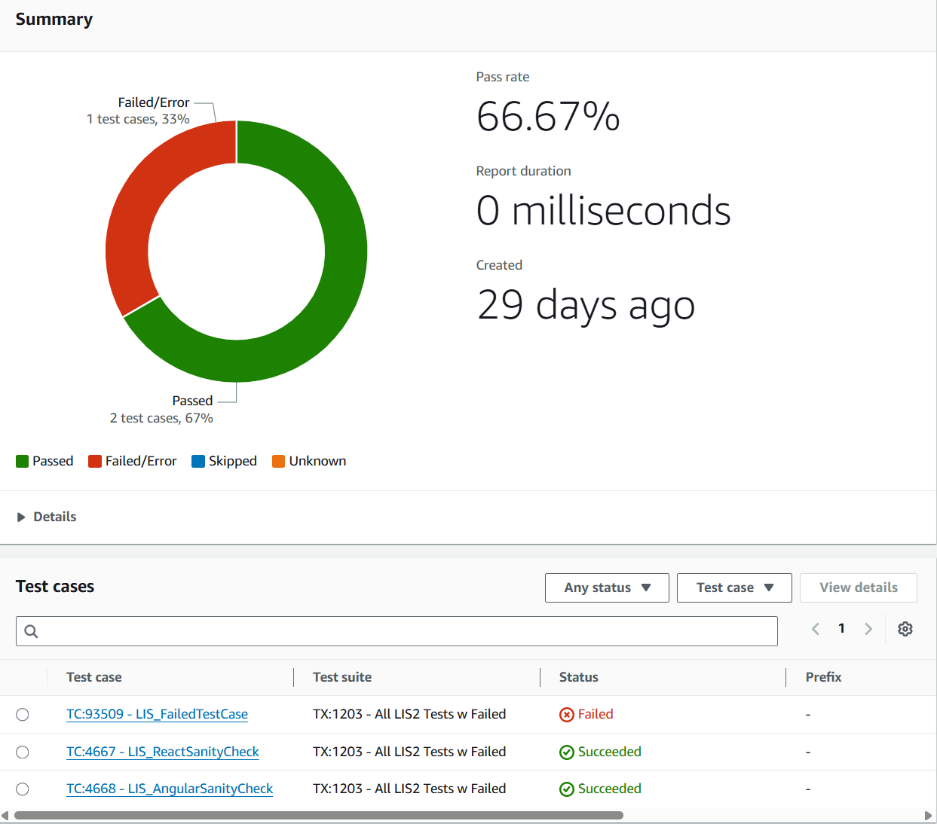 Summary
Failed/Error
1 test cases, 33%
Passed
2 test cases, 67%
Pass rate
66.67%
Report duration
0 milliseconds
Created
29 days ago
Passed Failed/Error Skipped Unknown
Details
Test cases
Any status Test case View details
1
Test case Test suite Status Prefix
TC:93509 - LIS_FailedTestCase TX:1203 - All LIS2 Tests w Failed Failed -
TC:4667 - LIS_ReactSanityCheck TX:1203 - All LIS2 Tests w Failed Succeeded -
TC:4668 - LIS_AngularSanityCheck TX:1203 - All LIS2 Tests w Failed Succeeded -